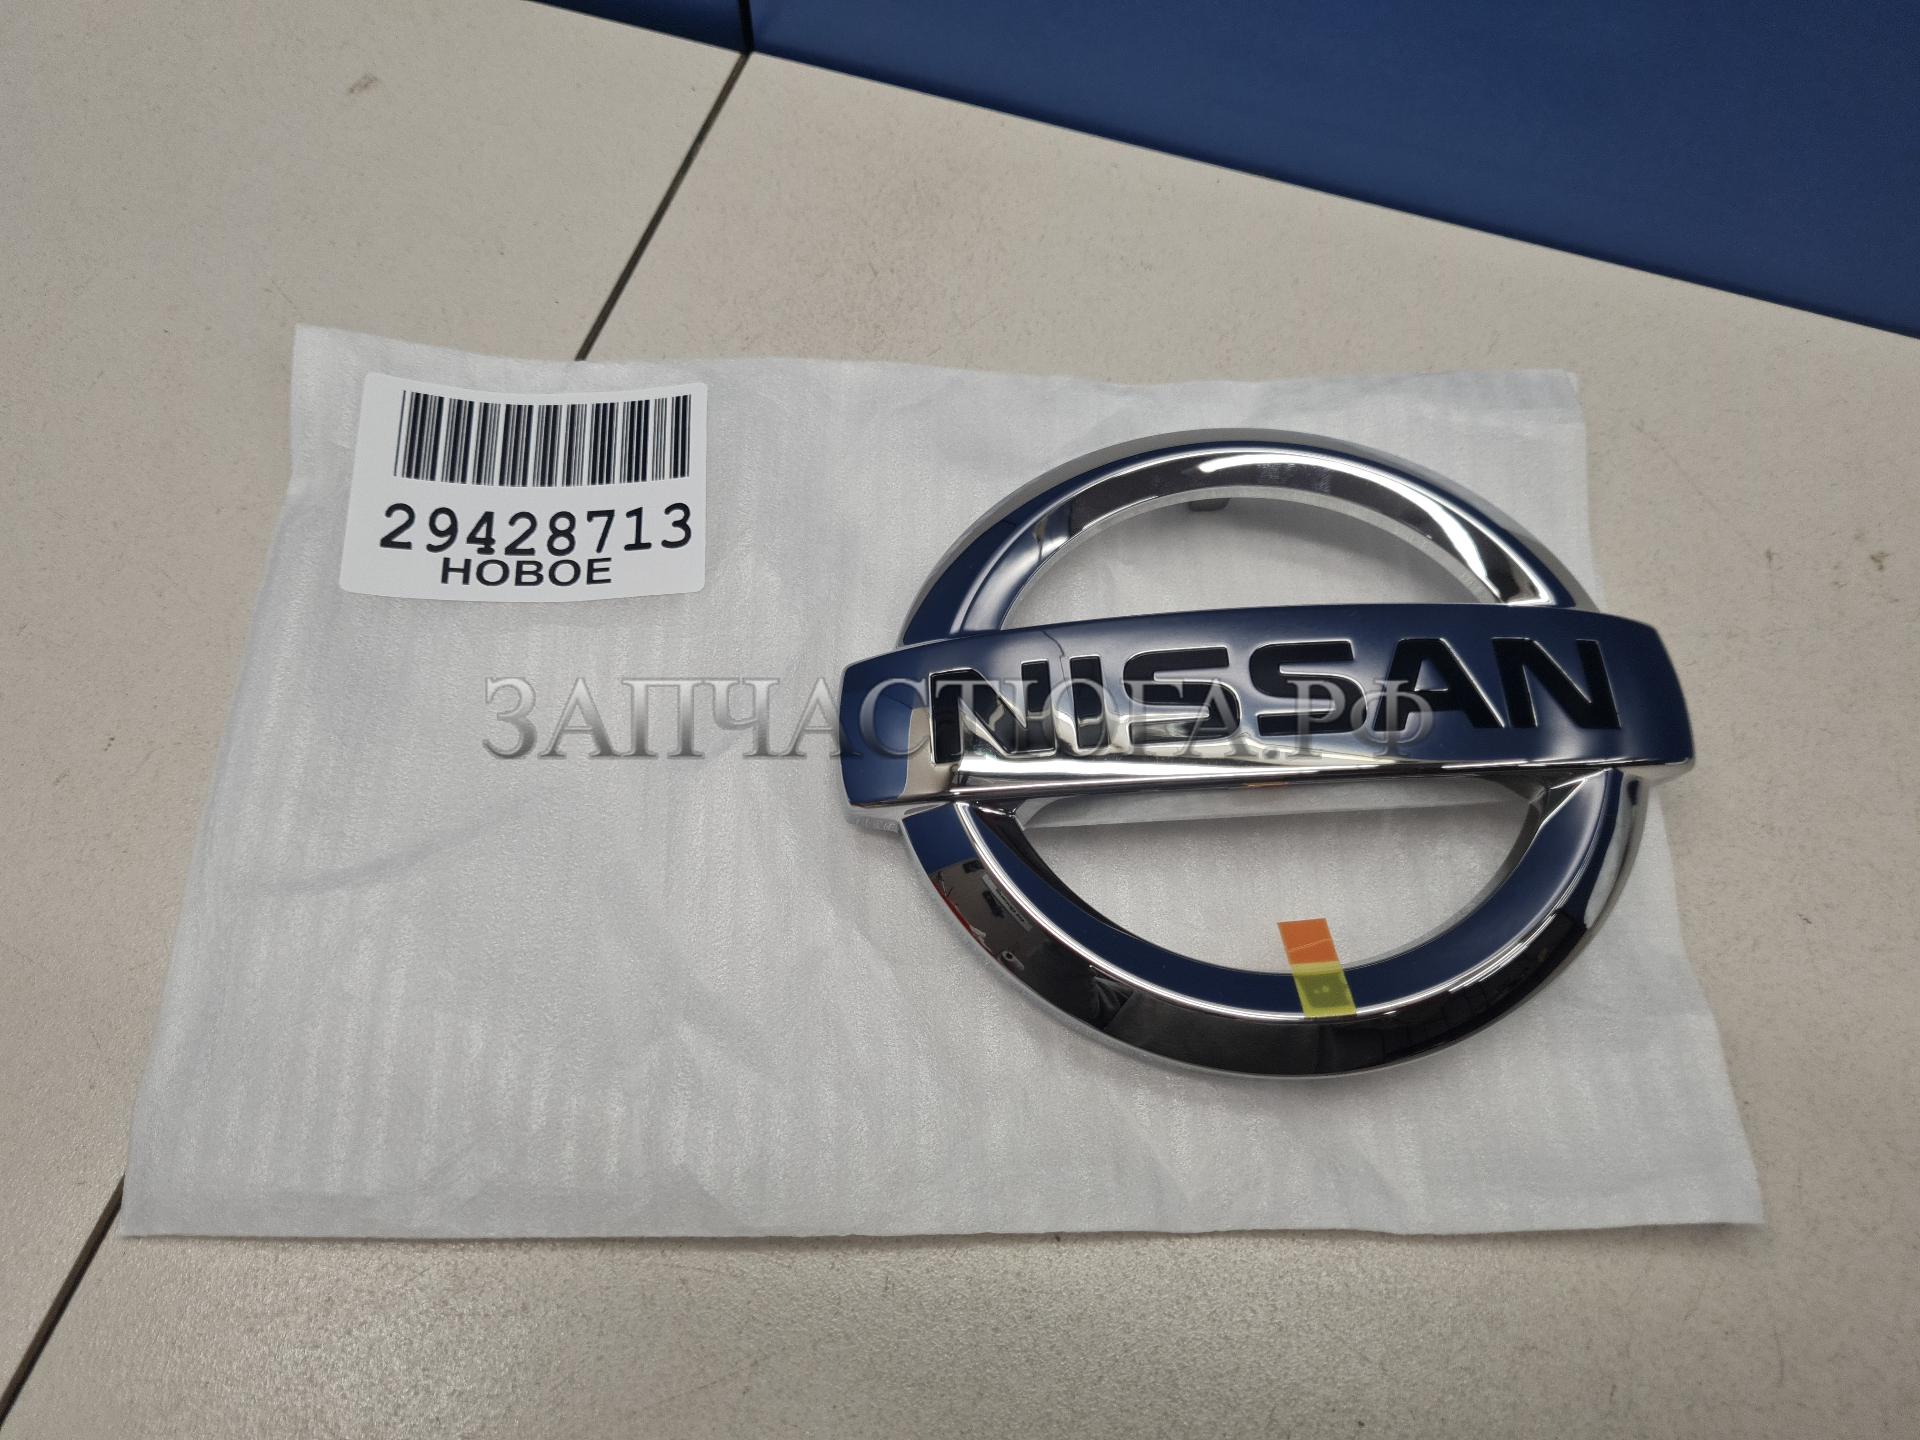 29428713
НОВОЕ
NISSAN
ЗАПЧАСТЮГА.РФ